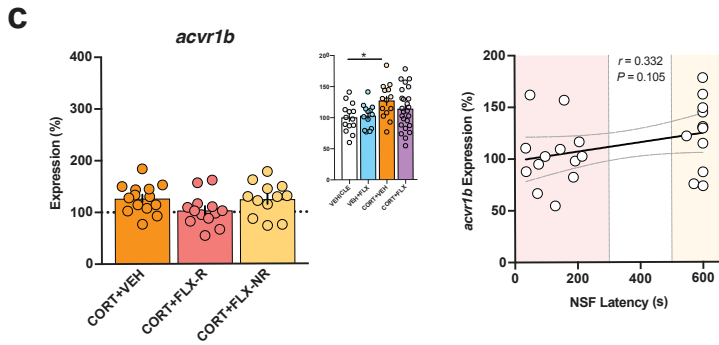 C
acvr1b
Expression (%)
400
300
200
100
0
CORT+VEH
CORT+FLX-R
CORT+FLX-NR
*
200
150
100
50
0
VEH/CLE
VEH+FLX
CORT+VEH
CORT+FLX
acvr1b Expression (%)
200
150
100
50
0
r = 0.332
P = 0.105
0
200
400
600
NSF Latency (s)